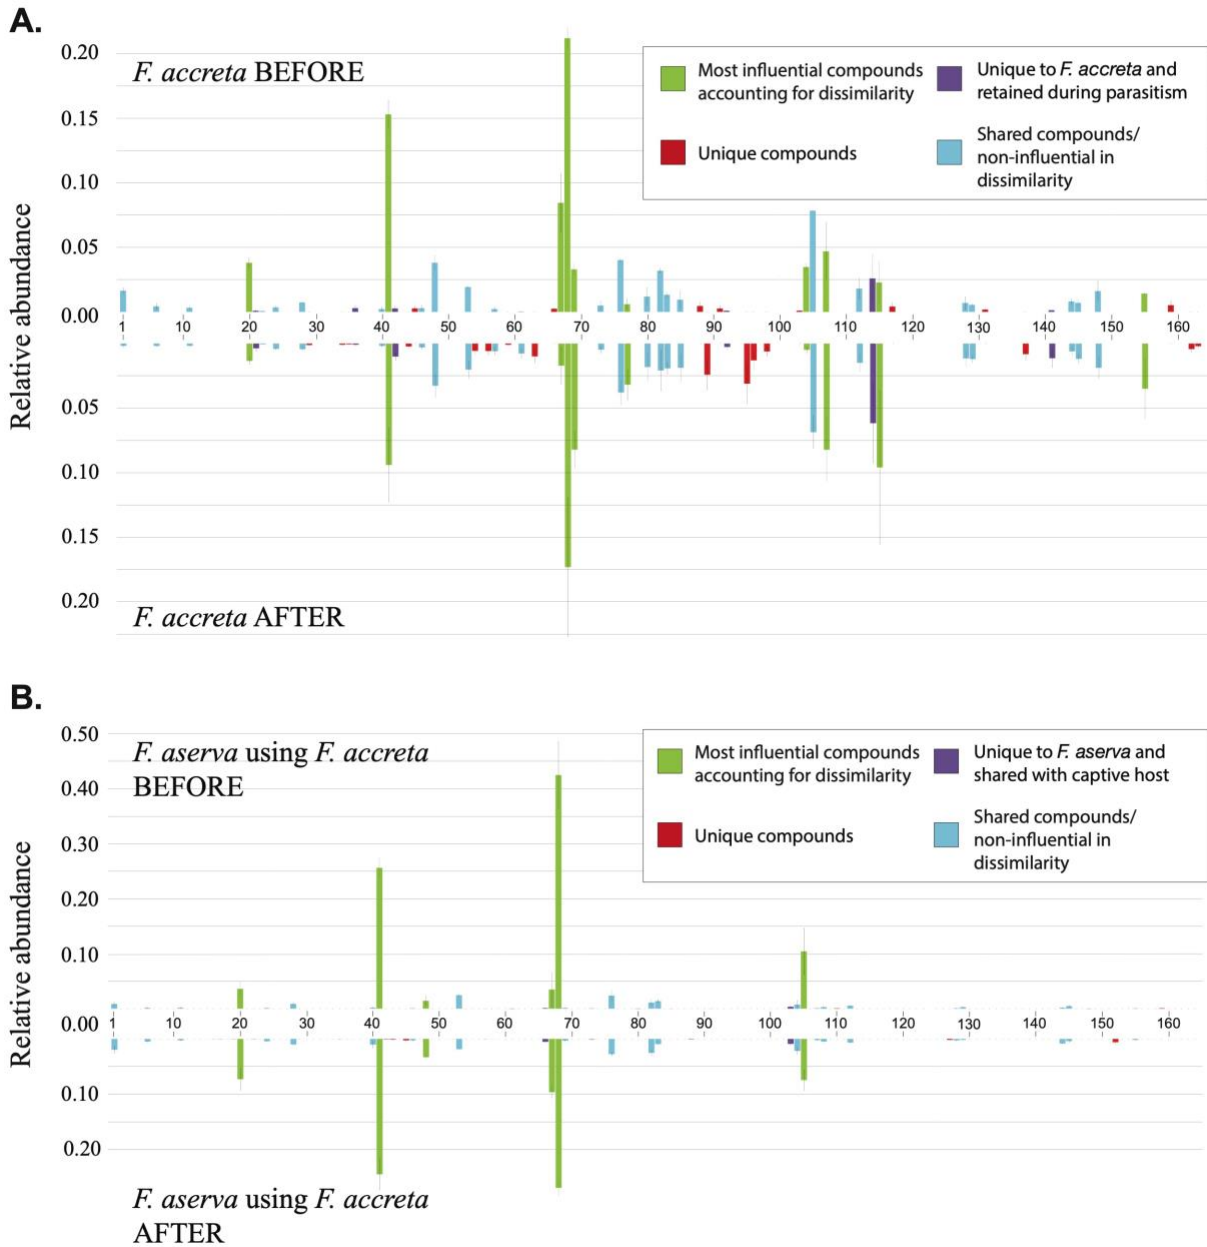 A.
0.20
F. accreta BEFORE
Most influential compounds
accounting for dissimilarity
Unique to F. accreta and
retained during parasitism
Unique compounds
Shared compounds/
non-influential in
dissimilarity
0.15
0.10
0.05
0.00
1 10 20 30 40 50 60 70 80 90 100 110 120 130 140 150 160
0.05
0.10
0.15
0.20
Relative abundance
F. accreta AFTER
B.
0.50
F. aserva using F. accreta
BEFORE
Most influential compounds
accounting for dissimilarity
Unique to F. aserva and
shared with captive host
Unique compounds
Shared compounds/
non-influential in
dissimilarity
0.40
0.30
0.20
0.10
0.00
1 10 20 30 40 50 60 70 80 90 100 110 120 130 140 150 160
0.10
0.20
Relative abundance
F. aserva using F. accreta
AFTER